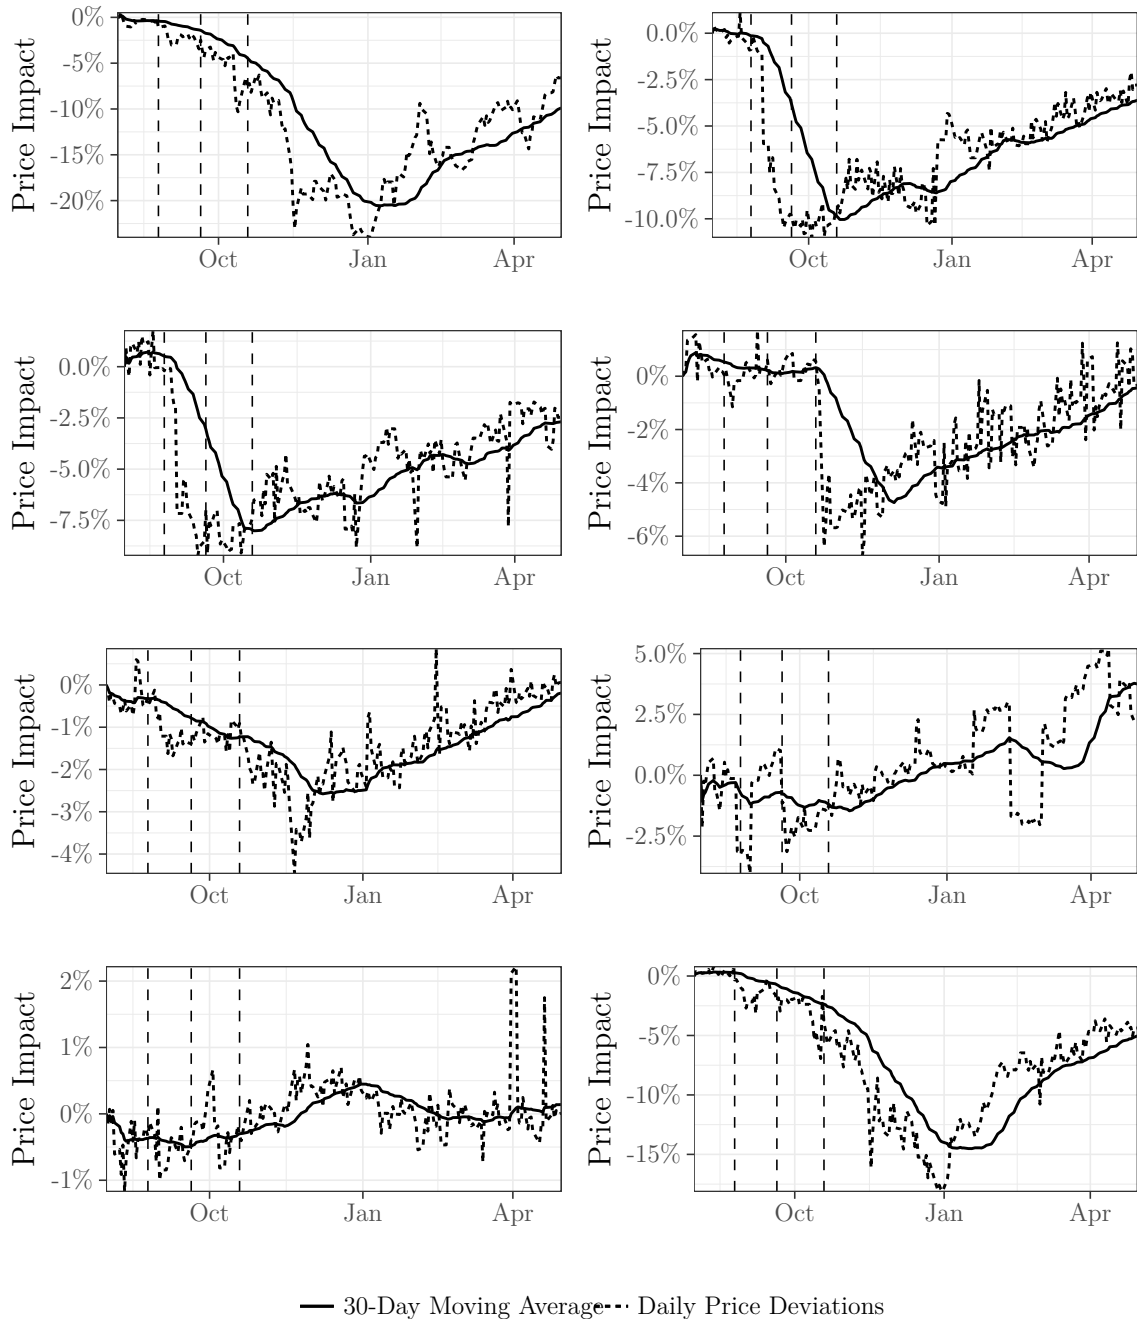 0%
-5%
-10%
-15%
-20%
Price Impact
Oct Jan Apr
0.0%
-2.5%
-5.0%
-7.5%
-10.0%
Price Impact
Oct Jan Apr
0.0%
-2.5%
-5.0%
-7.5%
Price Impact
Oct Jan Apr
0%
-2%
-4%
-6%
Price Impact
Oct Jan Apr
0%
-1%
-2%
-3%
-4%
Price Impact
Oct Jan Apr
5.0%
2.5%
0.0%
-2.5%
Price Impact
Oct Jan Apr
2%
1%
0%
-1%
Price Impact
Oct Jan Apr
0%
-5%
-10%
-15%
Price Impact
Oct Jan Apr
30-Day Moving Average Daily Price Deviations